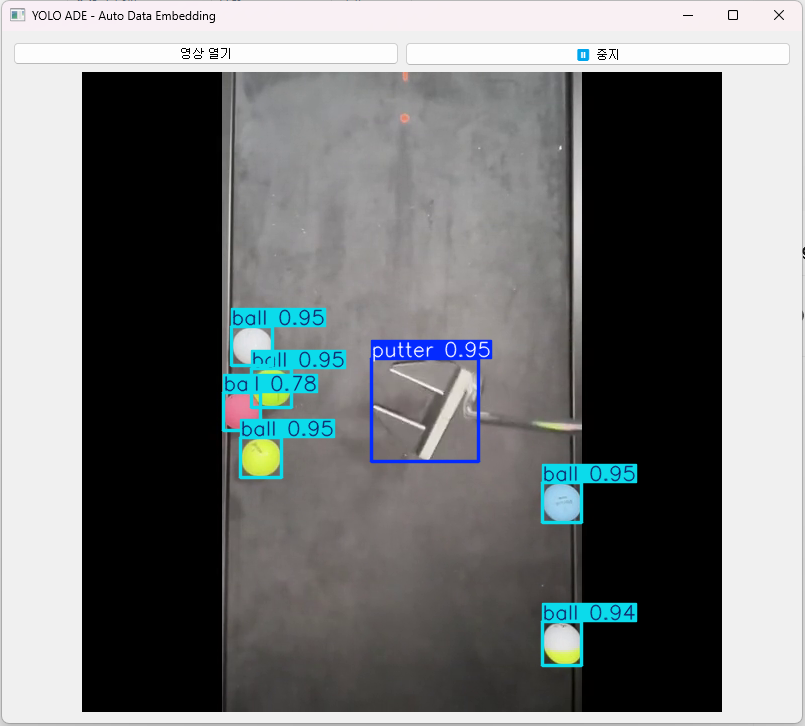 YOLO ADE - Auto Data Embedding
영상 열기
중지
ball 0.95
ball 0.95
putter 0.95
ball 0.78
ball 0.95
ball 0.95
ball 0.94